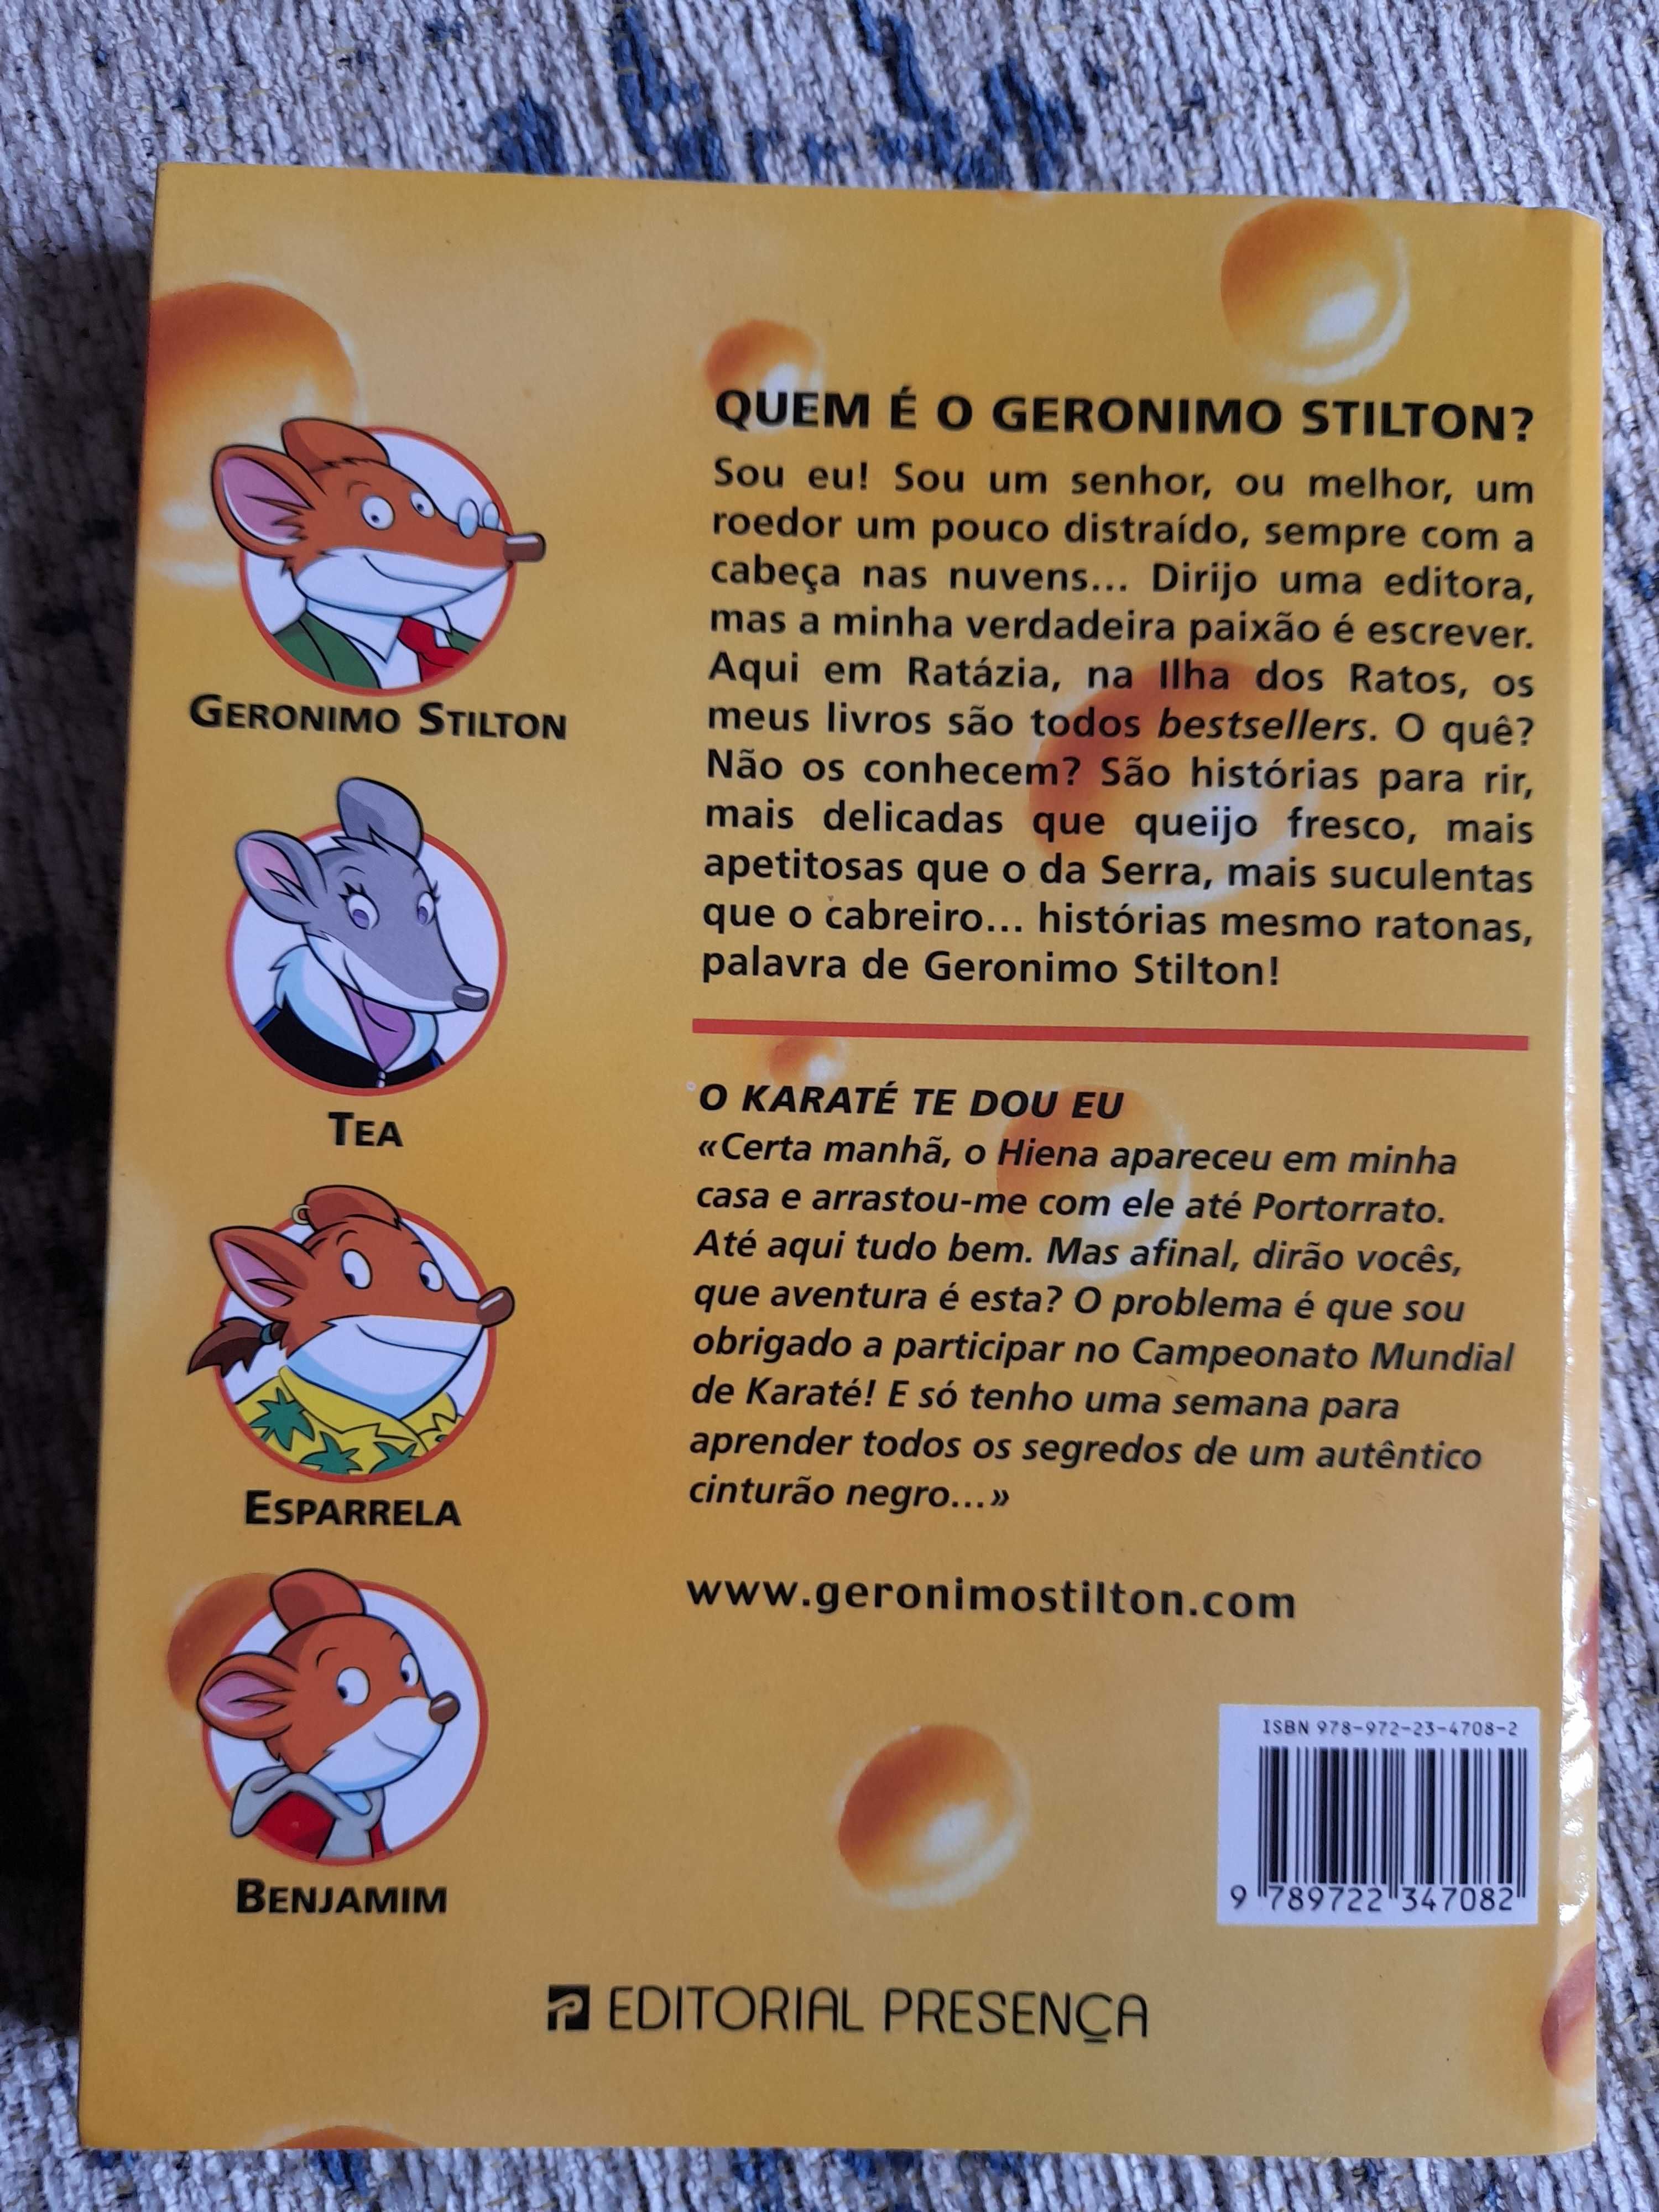 GERONIMO STILTON
TEA
ESPARRELA
BENJAMIM
QUEM É O GERONIMO STILTON?
Sou eu! Sou um senhor, ou melhor, um
roedor um pouco distraído, sempre com a
cabeça nas nuvens... Dirijo uma editora,
mas a minha verdadeira paixão é escrever.
Aqui em Ratázia, na Ilha dos Ratos, os
meus livros são todos bestsellers. O quê?
Não os conhecem? São histórias para rir,
mais delicadas que queijo fresco, mais
apetitosas que o da Serra, mais suculentas
que o cabreiro... histórias mesmo ratonas,
palavra de Geronimo Stilton!
O KARATÉ TE DOU EU
«Certa manhã, o Hiena apareceu em minha
casa e arrastou-me com ele até Portorrato.
Até aqui tudo bem. Mas afinal, dirão vocês,
que aventura é esta? O problema é que sou
obrigado a participar no Campeonato Mundial
de Karaté! E só tenho uma semana para
aprender todos os segredos de um autêntico
cinturão negro...»
www.geronimostilton.com
ISBN 978-972-23-4708-2
9 789722 347082
EDITORIAL PRESENÇA